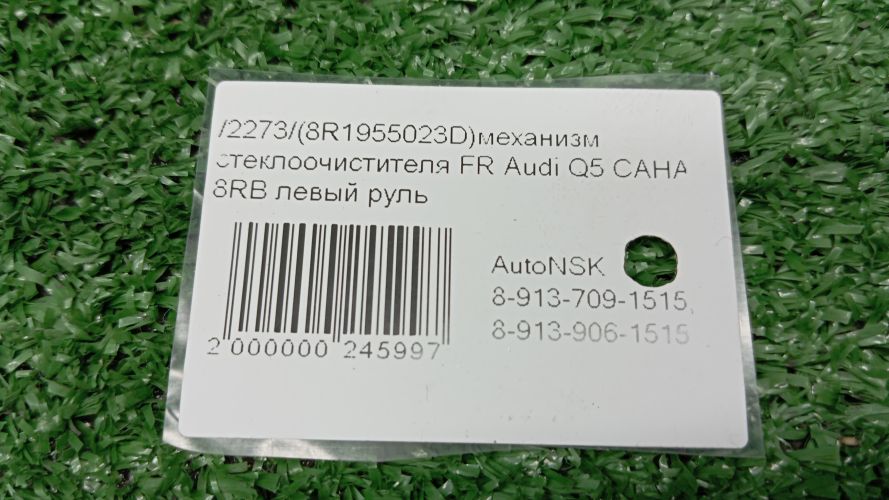 /2273/(8R1955023D)механизм
стеклоочистителя FR Audi Q5 CAHA
8RB левый руль
AutoNSK
8-913-709-1515,
8-913-906-1515
2 000000 245997